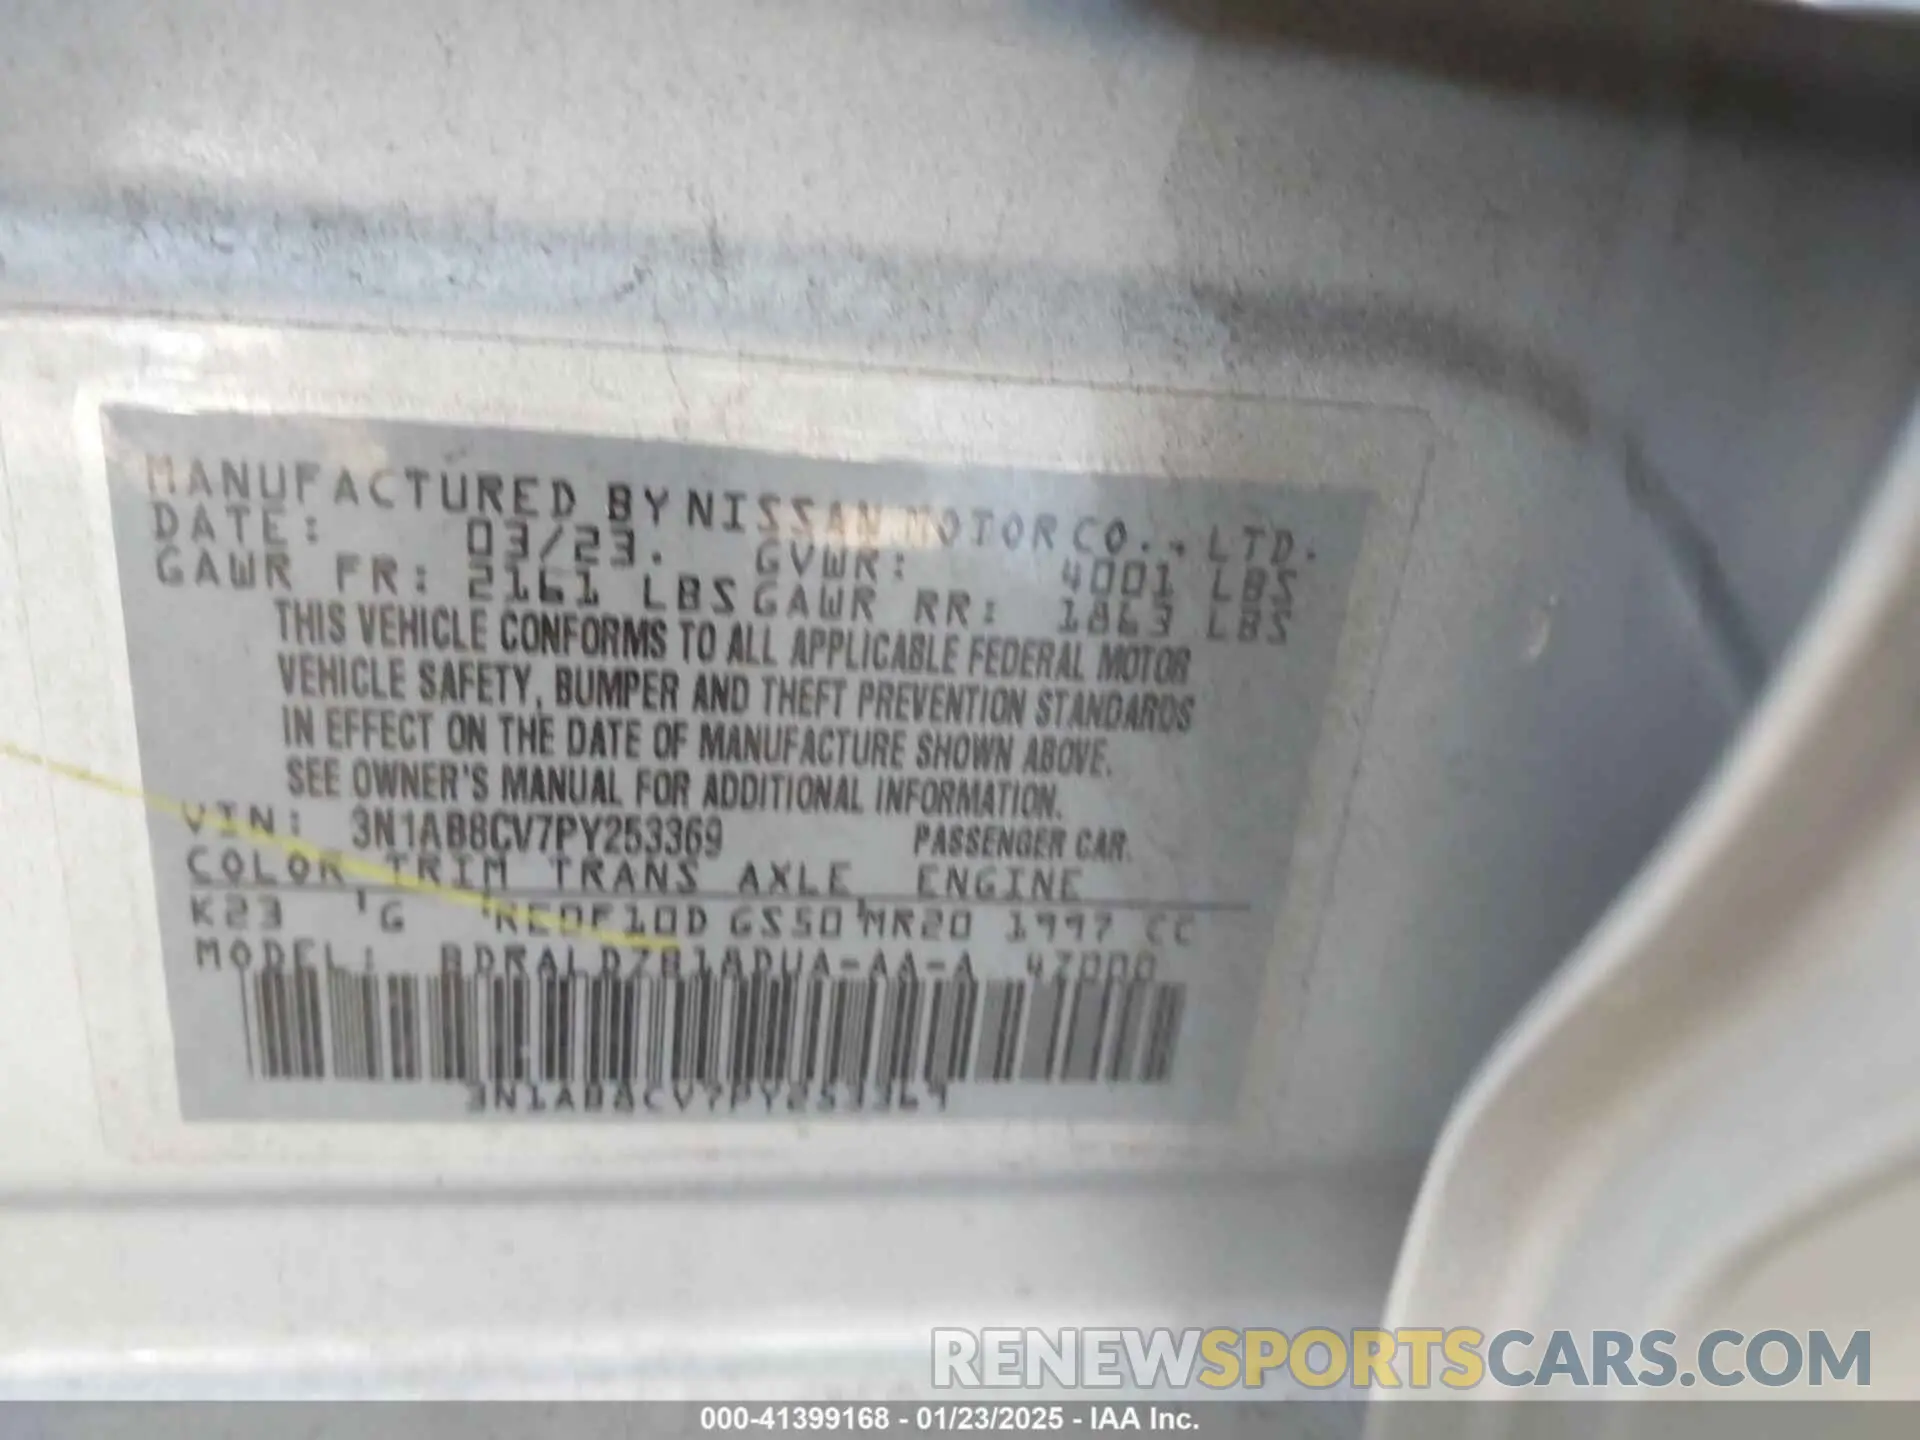 MANUFACTURED BY NISSAN MOTOR CO., LTD.
DATE: 03/23. GVWR: 4001 LBS
GAWR FR: 2161 LBS GAWR RR: 1863 LBS
THIS VEHICLE CONFORMS TO ALL APPLICABLE FEDERAL MOTOR
VEHICLE SAFETY, BUMPER AND THEFT PREVENTION STANDARDS
IN EFFECT ON THE DATE OF MANUFACTURE SHOWN ABOVE.
SEE OWNER'S MANUAL FOR ADDITIONAL INFORMATION.
VIN: 3N1AB8CV7PY253369 PASSENGER CAR.
COLOR TRIM TRANS AXLE ENGINE
K23 G RE0F10D GS50 MR20 1997 CC
MODEL:
3N1AB8CV7PY253369
RENEWSPORTSCARS.COM
000-41399168 - 01/23/2025 - IAA Inc.